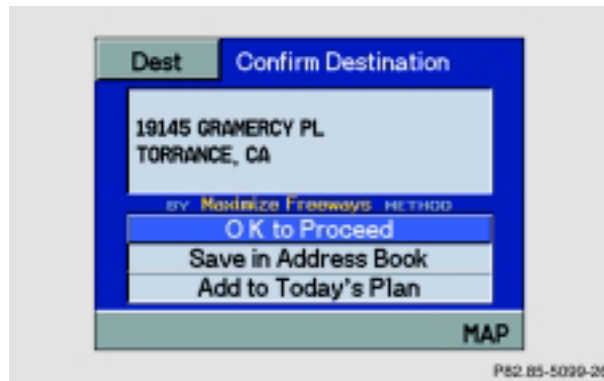 Dest
Confirm Destination
19145 GRAMERCY PL
TORRANCE, CA
BY Maximize Freeways METHOD
OK to Proceed
Save in Address Book
Add to Today's Plan
MAP
P82.85-5099-26